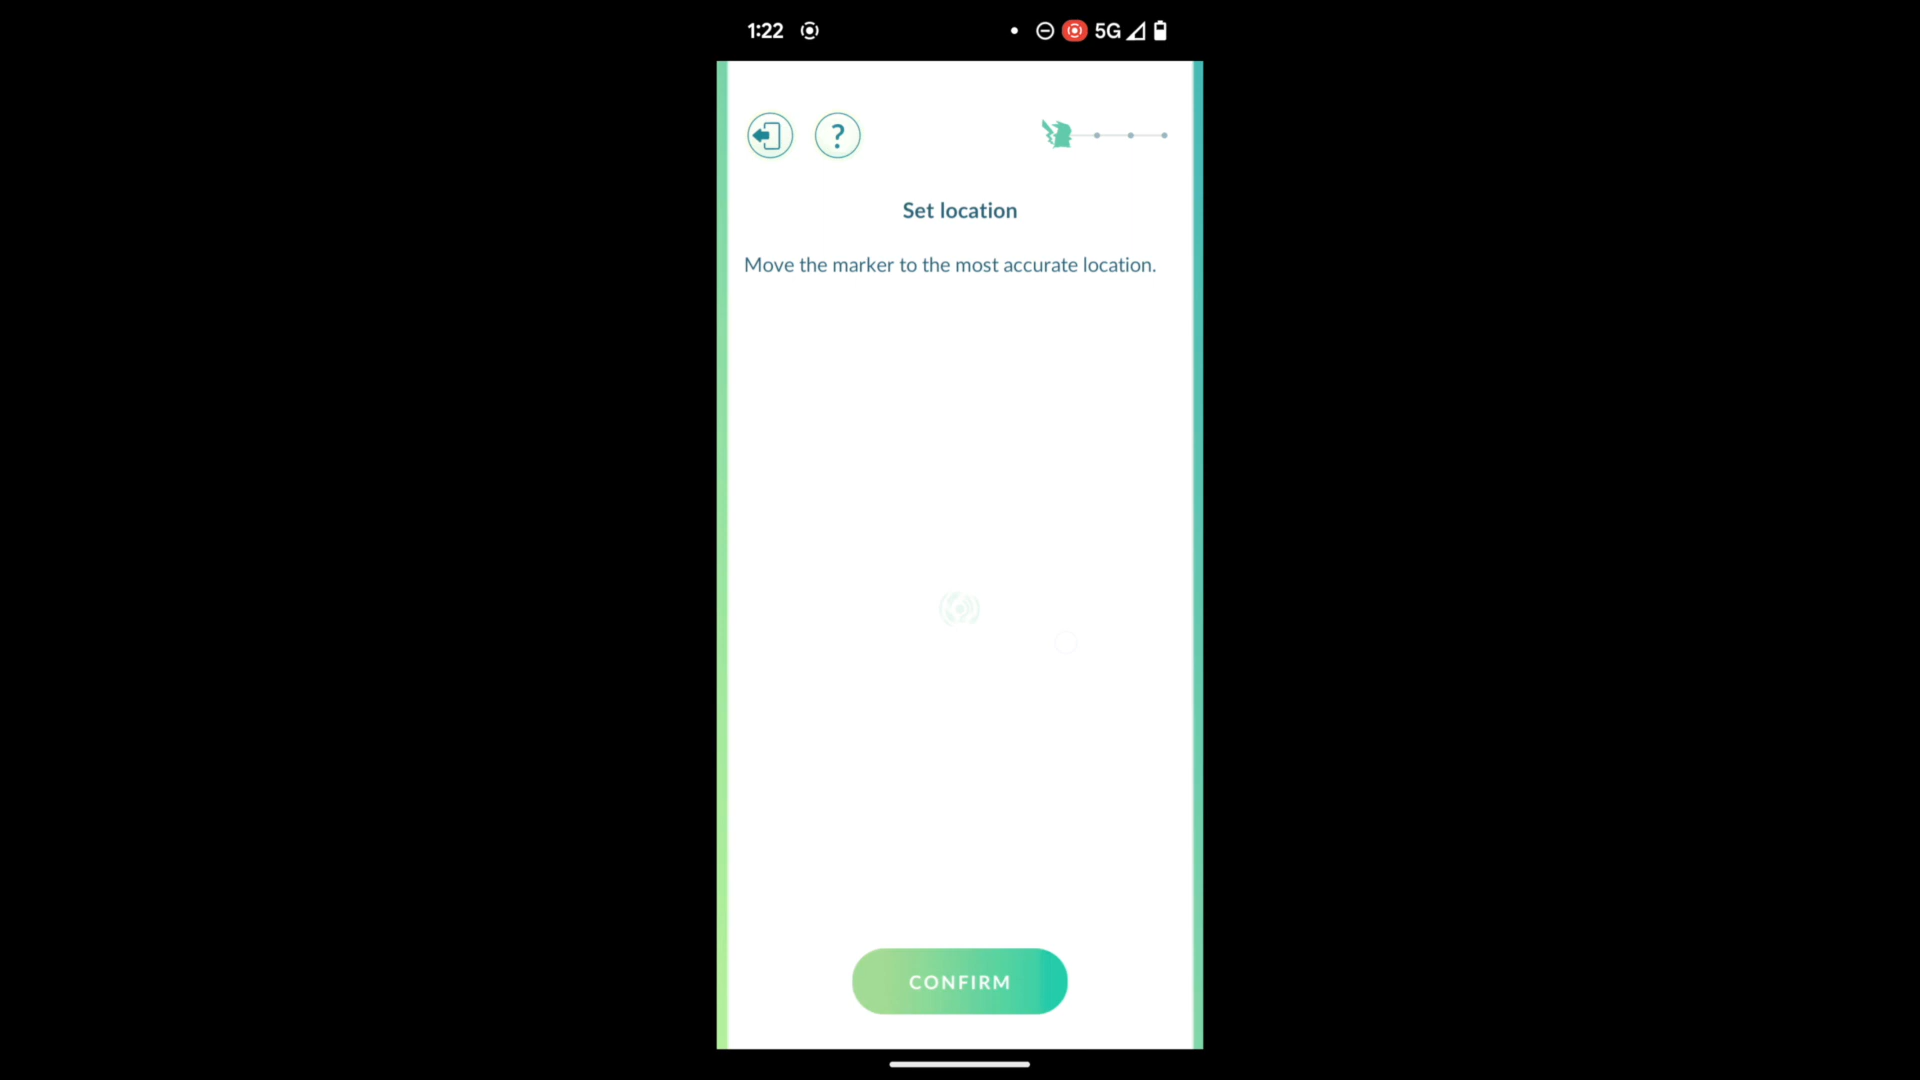 1:22
5G
?
Set location
Move the marker to the most accurate location.
CONFIRM